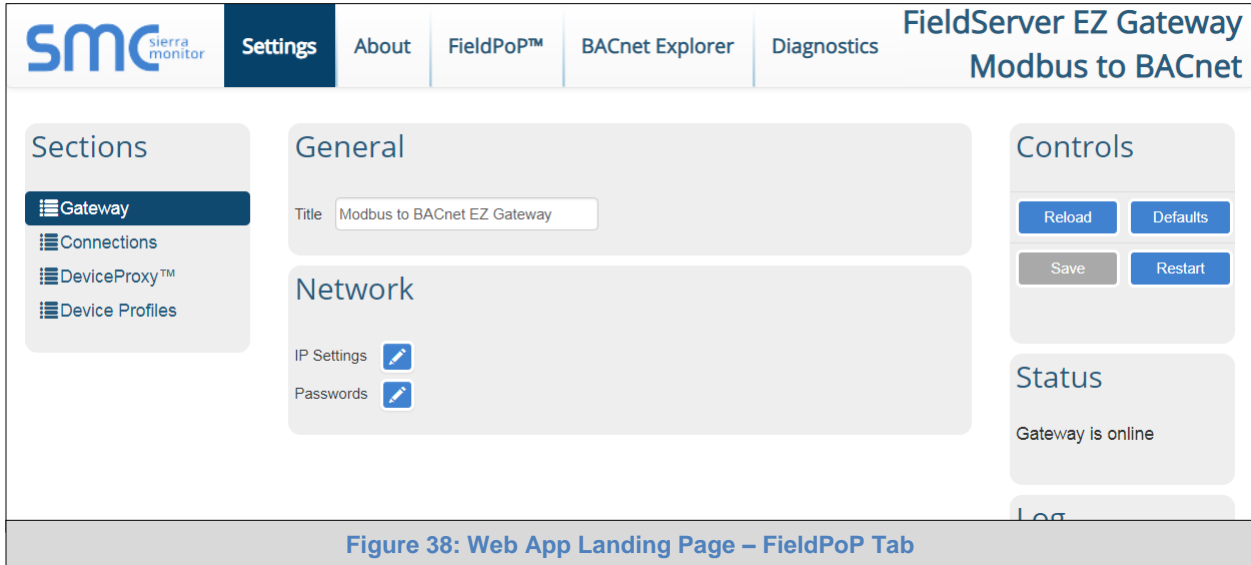 SMC sierra monitor
Settings
About
FieldPoP™
BACnet Explorer
Diagnostics
FieldServer EZ Gateway
Modbus to BACnet
Sections
Gateway
Connections
DeviceProxy™
Device Profiles
General
Title Modbus to BACnet EZ Gateway
Network
IP Settings
Passwords
Controls
Reload Defaults
Save Restart
Status
Gateway is online
Log
Figure 38: Web App Landing Page – FieldPoP Tab